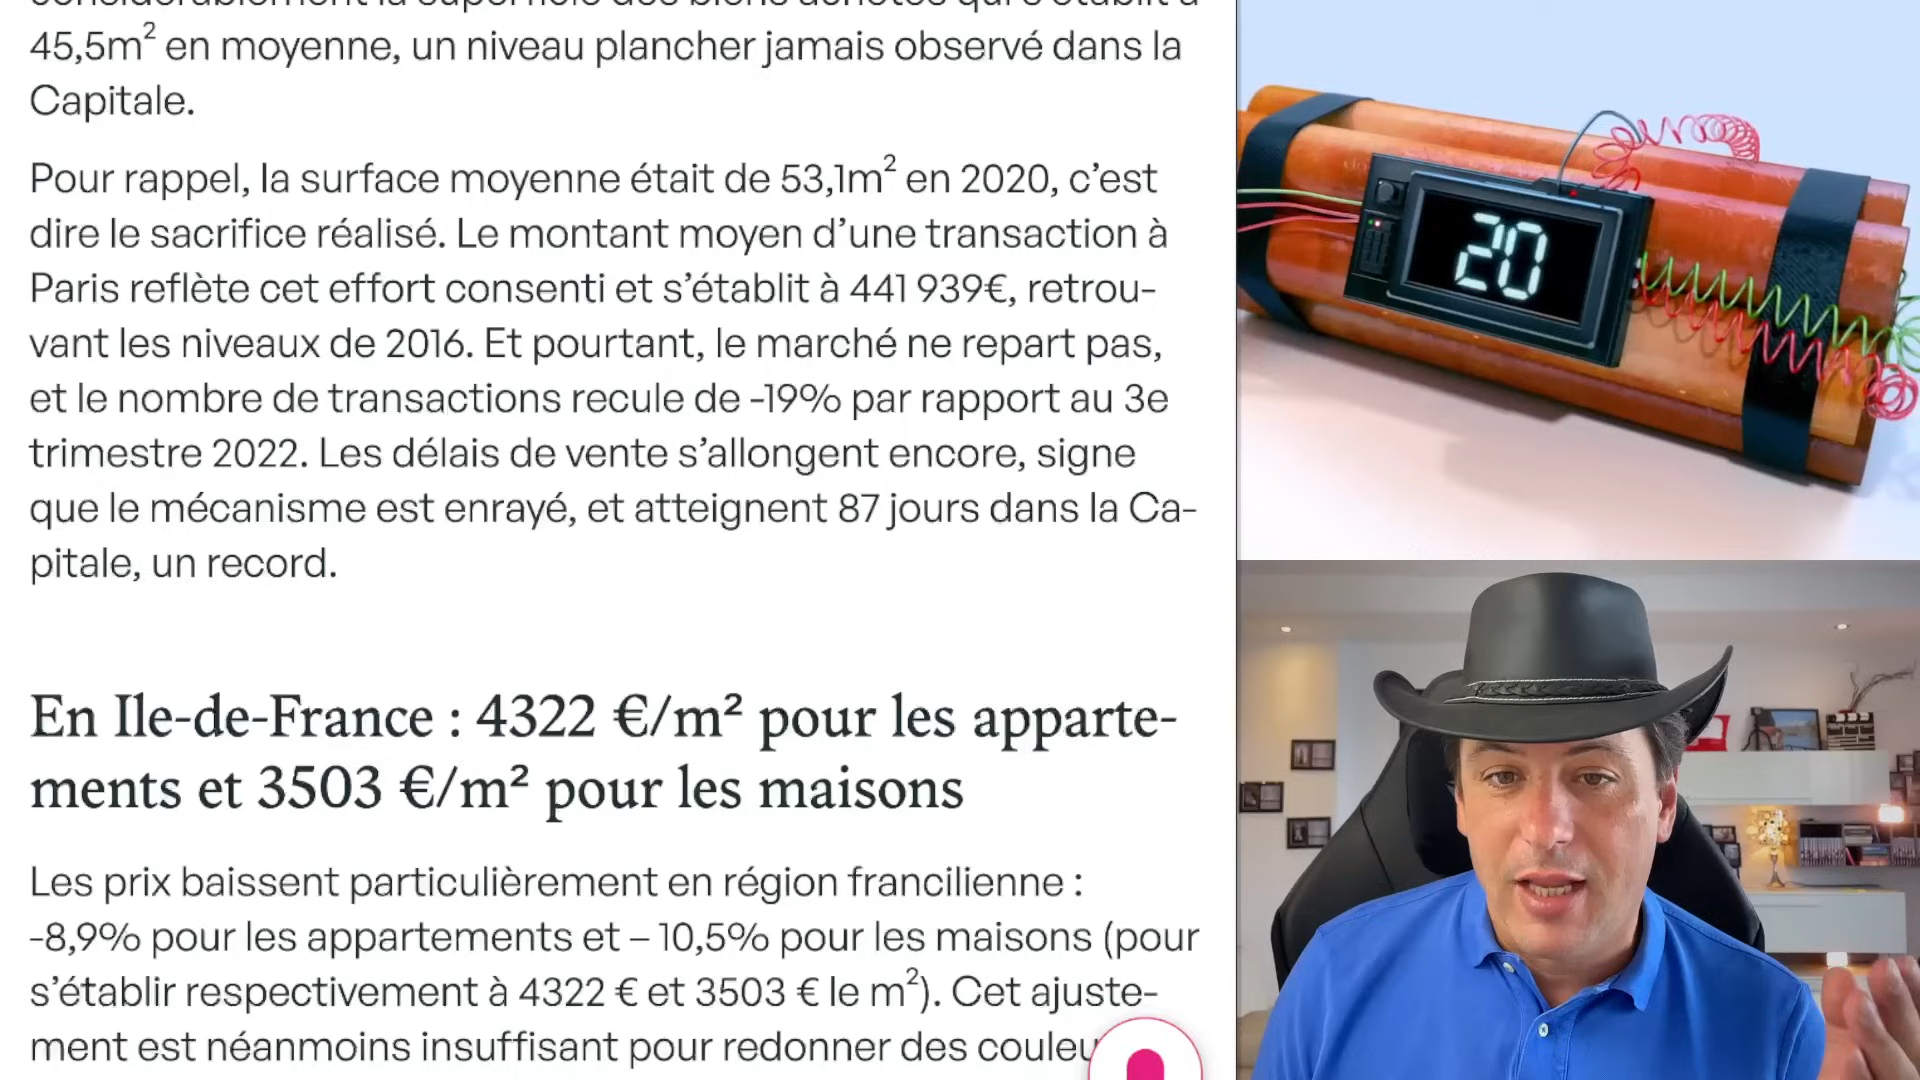 45,5m² en moyenne, un niveau plancher jamais observé dans la
Capitale.
Pour rappel, la surface moyenne était de 53,1m² en 2020, c’est
dire le sacrifice réalisé. Le montant moyen d’une transaction à
Paris reflète cet effort consenti et s’établit à 441 939€, retrou-
vant les niveaux de 2016. Et pourtant, le marché ne repart pas,
et le nombre de transactions recule de -19% par rapport au 3e
trimestre 2022. Les délais de vente s’allongent encore, signe
que le mécanisme est enrayé, et atteignent 87 jours dans la Ca-
pitale, un record.
En Ile-de-France : 4322 €/m² pour les apparte-
ments et 3503 €/m² pour les maisons
Les prix baissent particulièrement en région francilienne :
-8,9% pour les appartements et – 10,5% pour les maisons (pour
s’établir respectivement à 4322 € et 3503 € le m²). Cet ajuste-
ment est néanmoins insuffisant pour redonner des
20